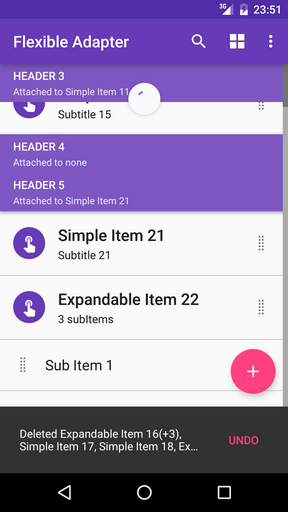 3G 23:51
Flexible Adapter
HEADER 3
Attached to Simple Item 11
Subtitle 15
HEADER 4
Attached to none
HEADER 5
Attached to Simple Item 21
Simple Item 21
Subtitle 21
Expandable Item 22
3 subItems
Sub Item 1
+
Deleted Expandable Item 16(+3),
Simple Item 17, Simple Item 18, Ex...
UNDO